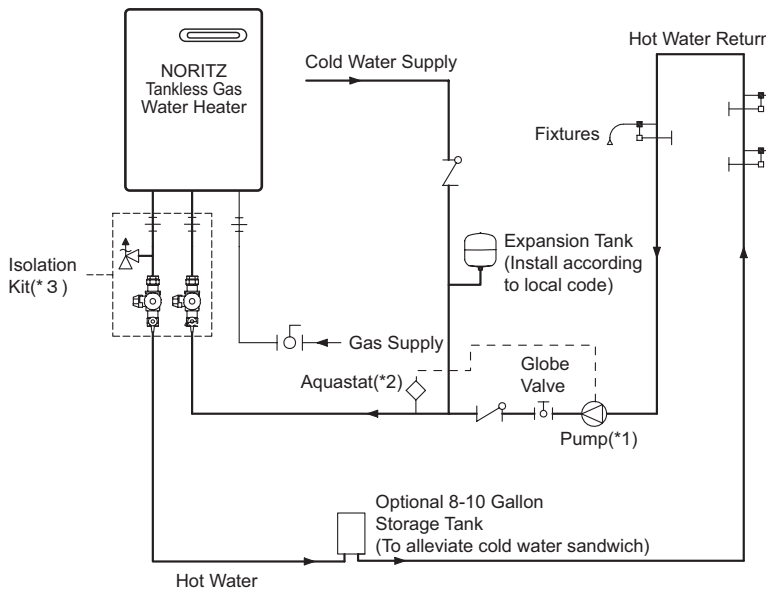 NORITZ
Tankless Gas
Water Heater
Cold Water Supply
Hot Water Return
Fixtures
Expansion Tank
(Install according
to local code)
Isolation
Kit(*３)
Gas Supply
Aquastat(*2)
Globe
Valve
Pump(*1)
Optional 8-10 Gallon
Storage Tank
(To alleviate cold water sandwich)
Hot Water